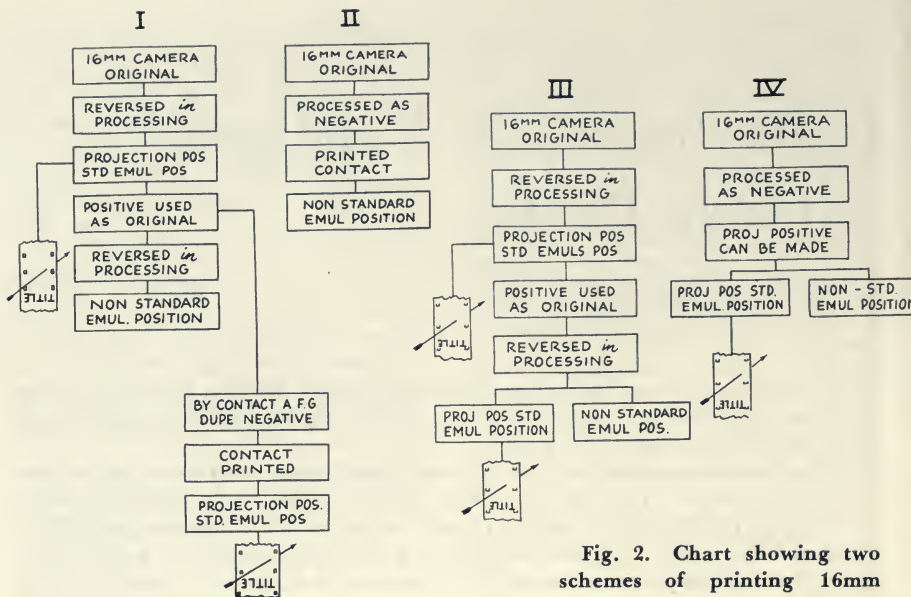 I
16MM CAMERA
ORIGINAL
REVERSED in
PROCESSING
PROJECTION POS
STD EMUL POS
POSITIVE USED
AS ORIGINAL
REVERSED in
PROCESSING
NON STANDARD
EMUL. POSITION
TITLE
BY CONTACT A F.G
DUPE NEGATIVE
CONTACT
PRINTED
PROJECTION POS.
STD. EMUL POS
TITLE
II
16MM CAMERA
ORIGINAL
PROCESSED AS
NEGATIVE
PRINTED
CONTACT
NON STANDARD
EMUL POSITION
III
16MM CAMERA
ORIGINAL
REVERSED in
PROCESSING
PROJECTION POS
STD EMULS POS
TITLE
POSITIVE USED
AS ORIGINAL
REVERSED in
PROCESSING
PROJ POS STD
EMUL POSITION
NON STANDARD
EMUL POS.
TITLE
IV
16MM CAMERA
ORIGINAL
PROCESSED
AS NEGATIVE
PROJ POSITIVE
CAN BE MADE
PROJ POS STD.
EMUL. POSITION
NON - STD.
EMUL POSITION
TITLE
Fig. 2. Chart showing two
schemes of printing 16mm